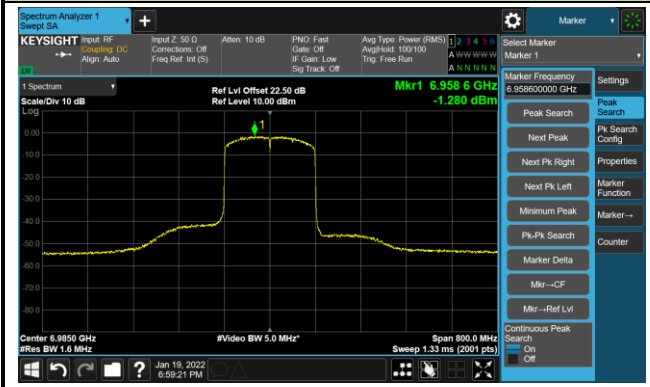 Spectrum Analyzer 1
Swept SA
Marker
KEYSIGHT
Input: RF
Coupling: DC
Align: Auto
Input Z: 50 Ω
Corrections: Off
Freq Ref: Int (S)
Atten: 10 dB
PNO: Fast
Gate: Off
IF Gain: Low
Sig Track: Off
Avg Type: Power (RMS)
Avg|Hold: 100/100
Trig: Free Run
1 2 3 4 5 6
A W W W W W
A N N N N N
Select Marker
Marker 1
1 Spectrum
Scale/Div 10 dB
Ref Lvl Offset 22.50 dB
Ref Level 10.00 dBm
Mkr1 6.958 6 GHz
-1.280 dBm
Log
1
0.00
-10.0
-20.0
-30.0
-40.0
-50.0
-60.0
-70.0
-80.0
Center 6.9850 GHz
#Res BW 1.6 MHz
#Video BW 5.0 MHz*
Span 800.0 MHz
Sweep 1.33 ms (2001 pts)
Marker Frequency
6.958600000 GHz
Peak Search
Next Peak
Next Pk Right
Next Pk Left
Minimum Peak
Pk-Pk Search
Marker Delta
Mkr→CF
Mkr→Ref Lvl
Continuous Peak
Search
On
Off
Settings
Peak
Search
Pk Search
Config
Properties
Marker
Function
Marker→
Counter
?
Jan 19, 2022
6:59:21 PM